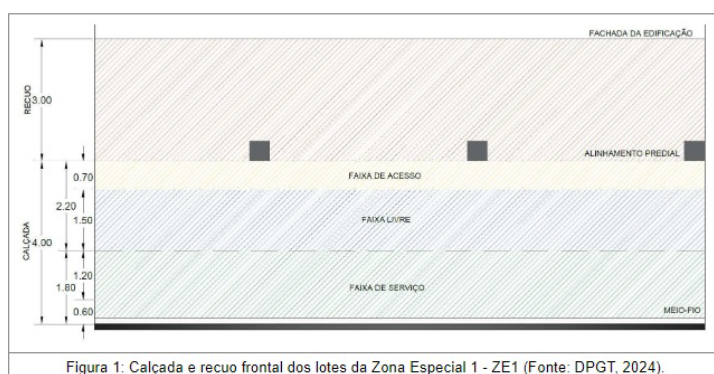 FACHADA DA EDIFICAÇÃO
RECUO
3.00
ALINHAMENTO PREDIAL
0.70
FAIXA DE ACESSO
2.20
1.50
FAIXA LIVRE
CALÇADA
4.00
1.20
1.80
FAIXA DE SERVIÇO
0.60
MEIO-FIO
Figura 1: Calçada e recuo frontal dos lotes da Zona Especial 1 - ZE1 (Fonte: DPGT, 2024).